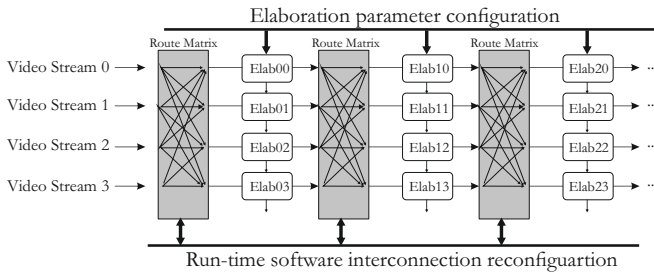 Elaboration parameter configuration
Route Matrix Route Matrix Route Matrix
Video Stream 0 Elab00 Elab10 Elab20 ...
Video Stream 1 Elab01 Elab11 Elab21 ...
Video Stream 2 Elab02 Elab12 Elab22 ...
Video Stream 3 Elab03 Elab13 Elab23 ...
Run-time software interconnection reconfiguartion